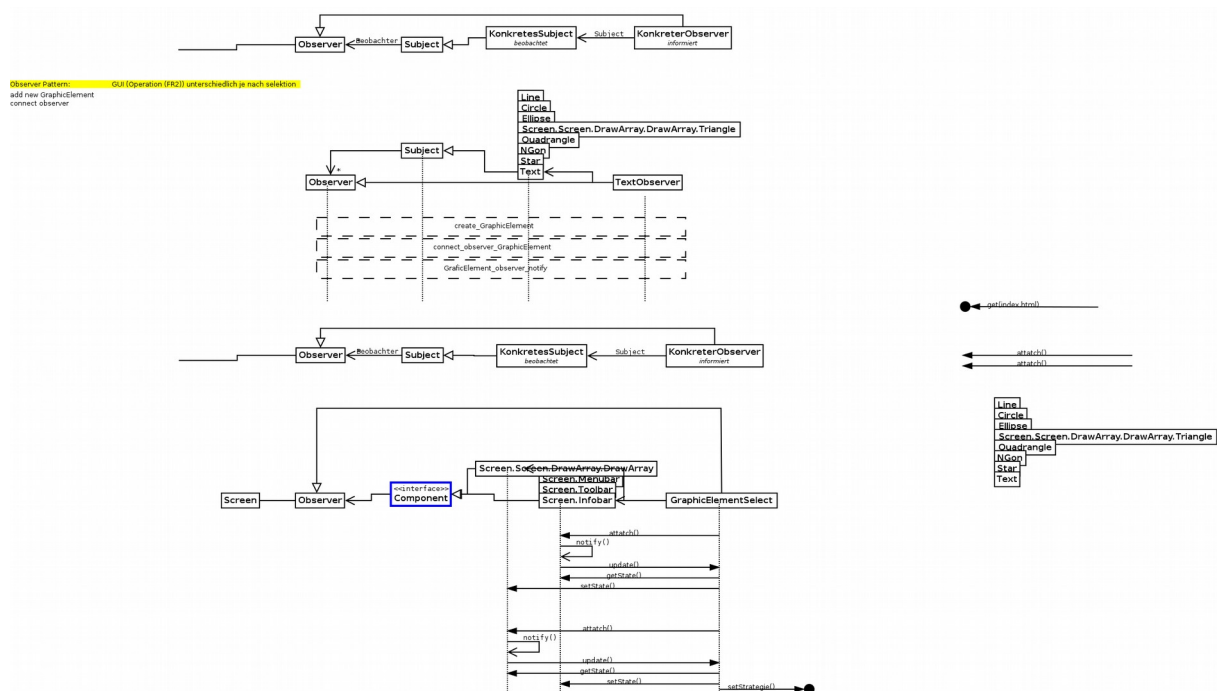 Observer
Beobachter
Subject
KonkretesSubject
beobachtet
Subject
KonkreterObserver
informiert
Observer Pattern: GUI (Operation (FR2)) unterschiedlich je nach selektion
add new GraphicElement
connect observer
Line
Circle
Ellipse
Screen.Screen.DrawArray.DrawArray.Triangle
Quadrangle
NGon
Star
Text
Subject
*
Observer
TextObserver
create_GraphicElement
connect_observer_GraphicElement
GraficElement_observer_notify
get(index.html)
Observer
Beobachter
Subject
KonkretesSubject
beobachtet
Subject
KonkreterObserver
informiert
attatch()
attatch()
Line
Circle
Ellipse
Screen.Screen.DrawArray.DrawArray.Triangle
Quadrangle
NGon
Star
Text
Screen.Screen.DrawArray.DrawArray
Screen.Menubar
Screen.Toolbar
Screen.Infobar
Screen
Observer
<<interface>>
Component
GraphicElementSelect
attatch()
notify()
update()
getState()
setState()
attatch()
notify()
update()
getState()
setState()
setStrategie()